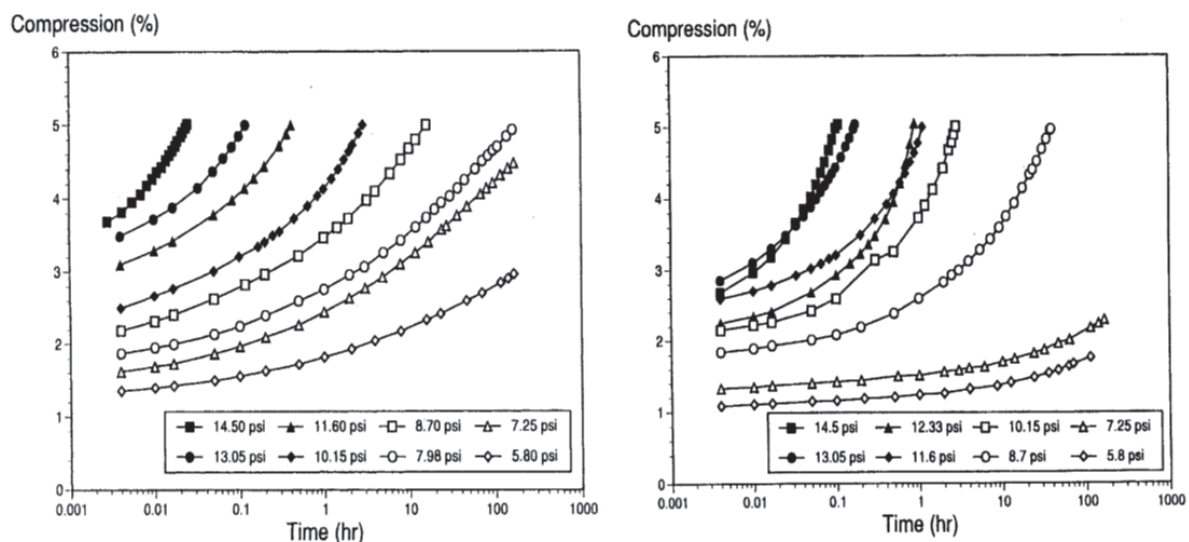 Compression (%)
6
5
4
3
2
1
0
0.001 0.01 0.1 1 10 100 1000
Time (hr)
14.50 psi 11.60 psi 8.70 psi 7.25 psi
13.05 psi 10.15 psi 7.98 psi 5.80 psi
Compression (%)
6
5
4
3
2
1
0
0.001 0.01 0.1 1 10 100 1000
Time (hr)
14.5 psi 12.33 psi 10.15 psi 7.25 psi
13.05 psi 11.6 psi 8.7 psi 5.8 psi